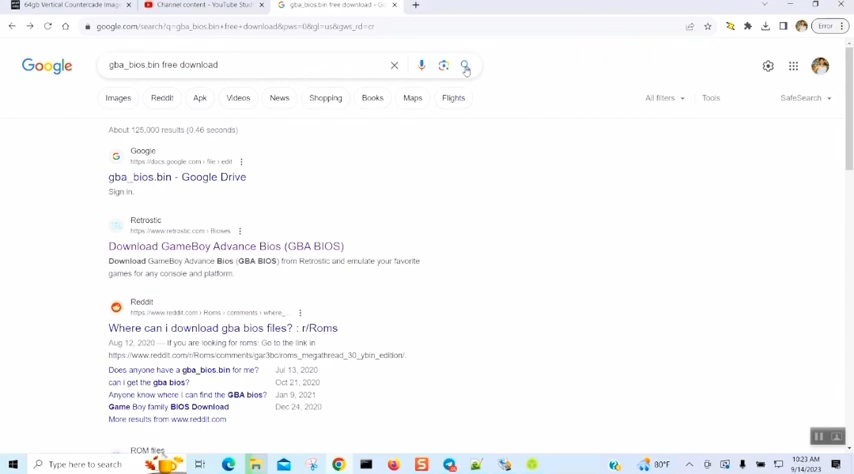 64gb Vertical Countercade Imag
Channel content - YouTube Stud
gba_bios.bin free download - Go
google.com/search?q=gba_bios.bin+free+download&pws=0&gl=us&gws_rd=cr
Error
Google
gba_bios.bin free download
Images
Reddit
Apk
Videos
News
Shopping
Books
Maps
Flights
All filters
Tools
SafeSearch
About 125,000 results (0.46 seconds)
Google
https://docs.google.com › file › edit
gba_bios.bin - Google Drive
Sign in.
Retrostic
https://www.retrostic.com › Bioses
Download GameBoy Advance Bios (GBA BIOS)
Download GameBoy Advance Bios (GBA BIOS) from Retrostic and emulate your favorite
games for any console and platform.
Reddit
https://www.reddit.com › Roms › comments › where_...
Where can i download gba bios files? : r/Roms
Aug 12, 2020 — If you are looking for roms: Go to the link in
https://www.reddit.com/r/Roms/comments/gar3bc/roms_megathread_30_ybin_edition/.
Does anyone have a gba_bios.bin for me? Jul 13, 2020
can i get the gba bios? Oct 21, 2020
Anyone know where i can find the GBA bios? Jan 9, 2021
Game Boy family BIOS Download Dec 24, 2020
More results from www.reddit.com
ROM files
Type here to search
80°F
10:23 AM
9/14/2023